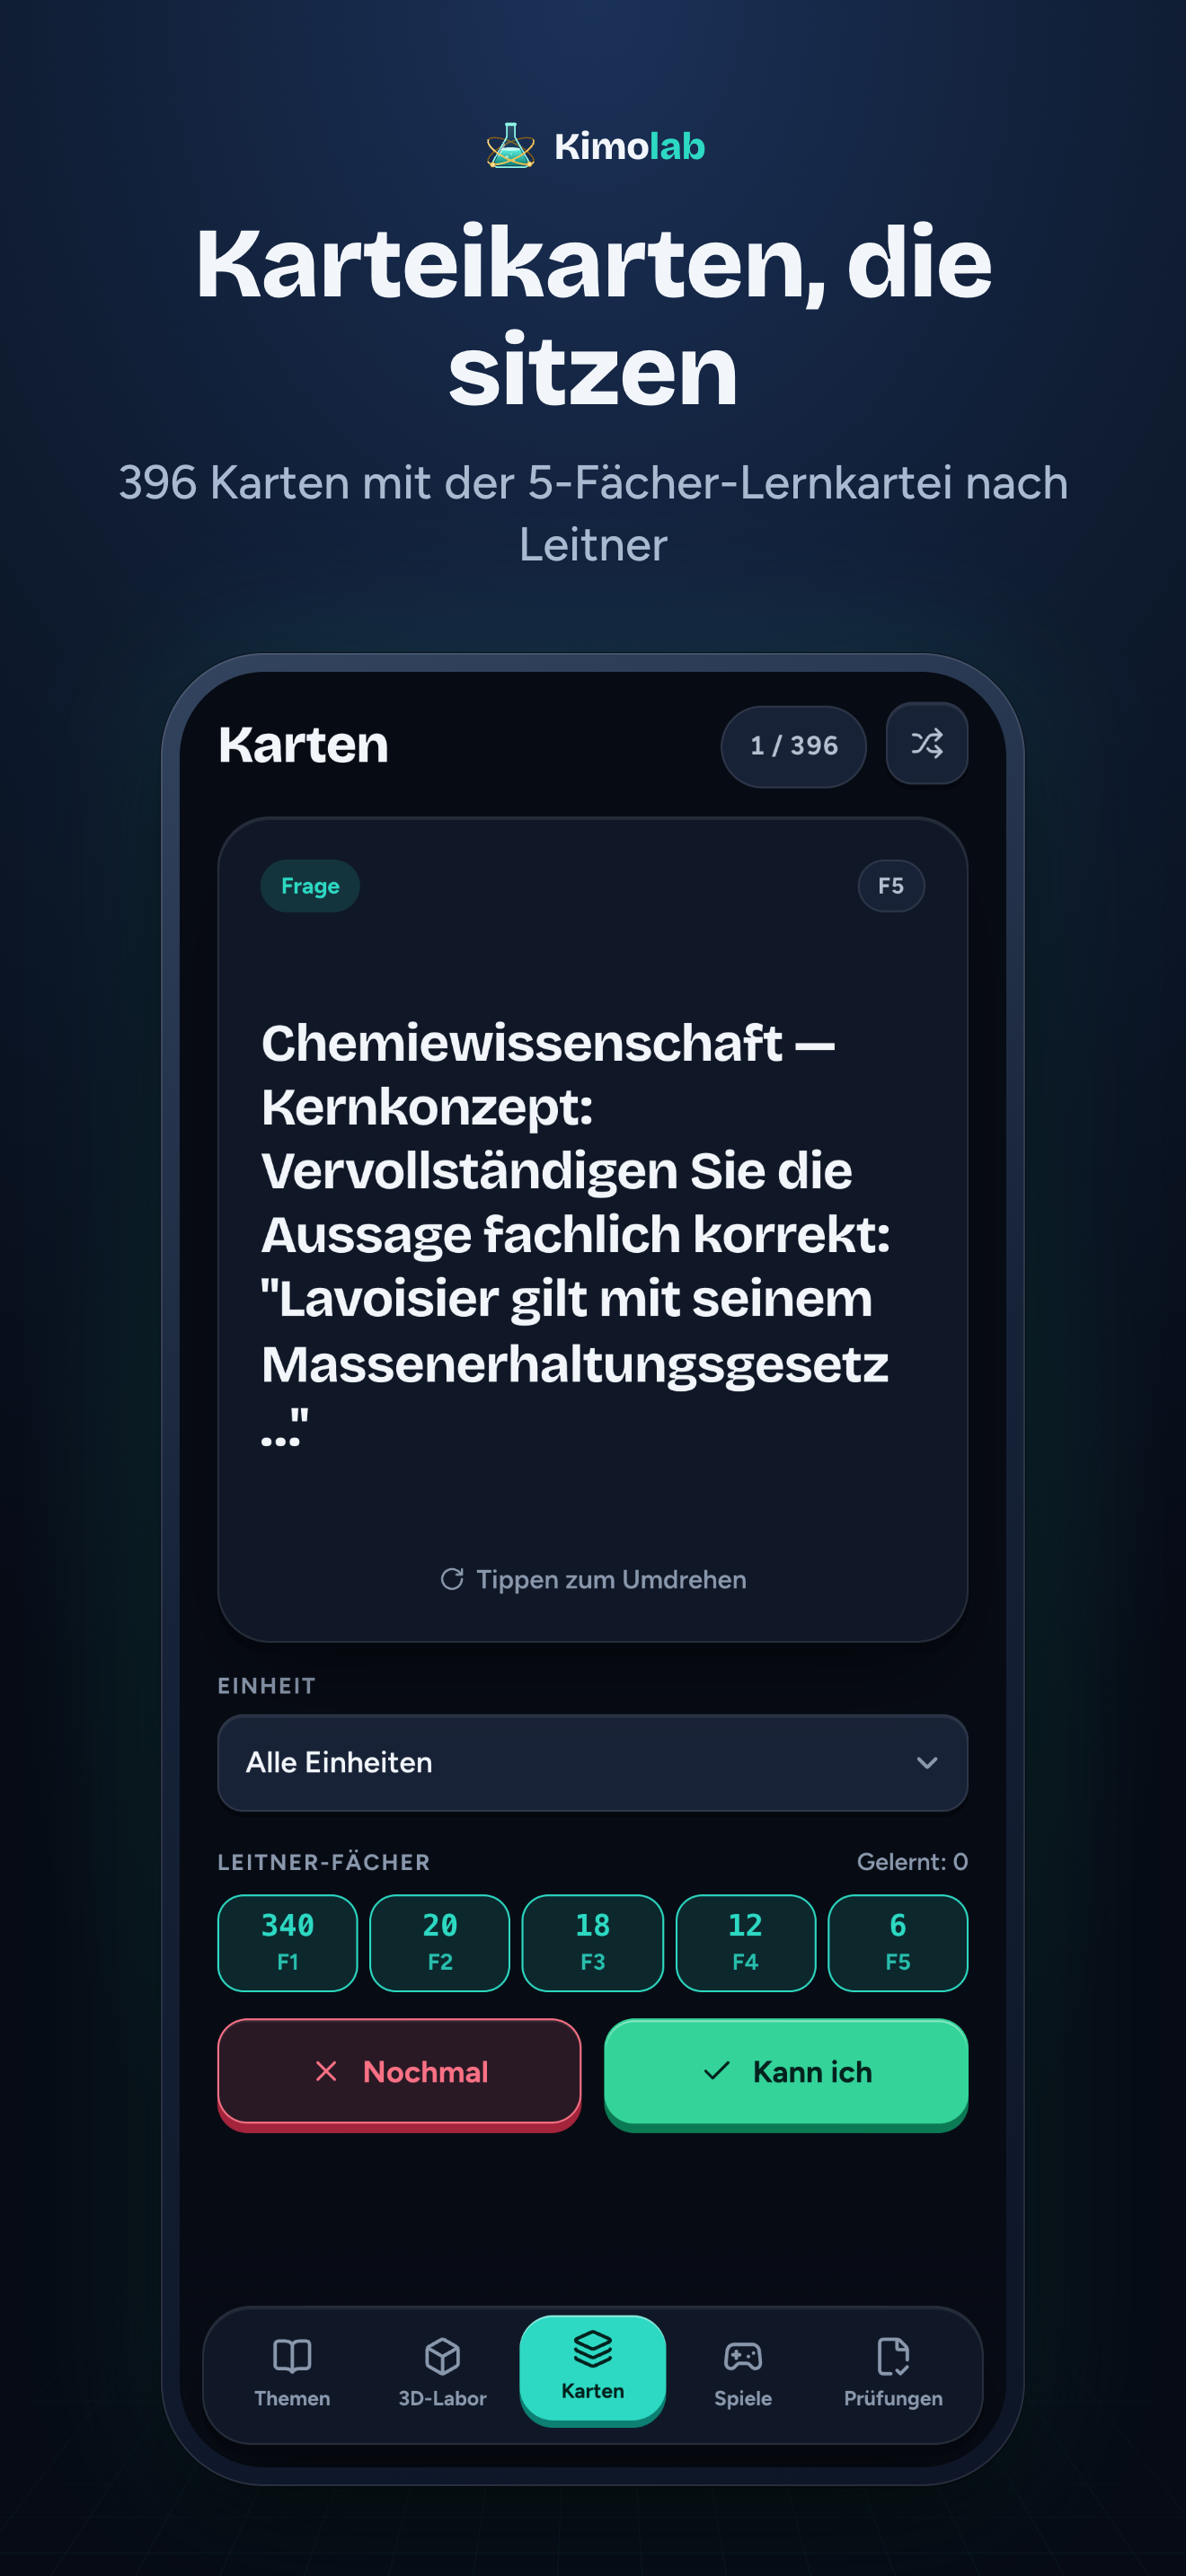 Kimolab
Karteikarten, die
sitzen
396 Karten mit der 5-Fächer-Lernkartei nach
Leitner
Karten
1 / 396
Frage
F5
Chemiewissenschaft —
Kernkonzept:
Vervollständigen Sie die
Aussage fachlich korrekt:
"Lavoisier gilt mit seinem
Massenerhaltungsgesetz
..."
Tippen zum Umdrehen
EINHEIT
Alle Einheiten
LEITNER-FÄCHER
Gelernt: 0
340
F1
20
F2
18
F3
12
F4
6
F5
Nochmal
Kann ich
Themen
3D-Labor
Karten
Spiele
Prüfungen